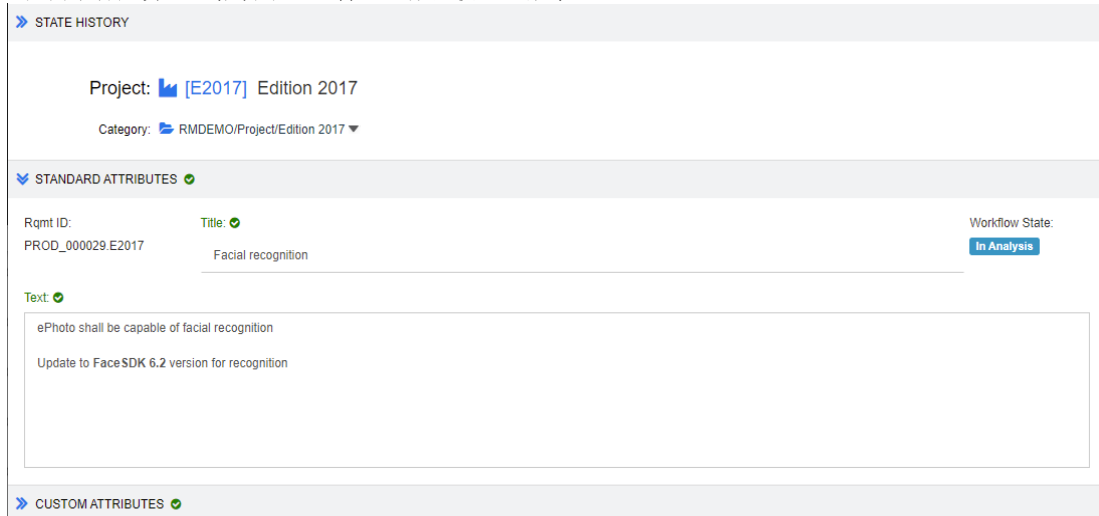 STATE HISTORY
Project: [E2017] Edition 2017
Category: RMDEMO/Project/Edition 2017
STANDARD ATTRIBUTES
Rqmt ID: Title: Workflow State:
PROD_000029.E2017 Facial recognition In Analysis
Text:
ePhoto shall be capable of facial recognition
Update to FaceSDK 6.2 version for recognition
CUSTOM ATTRIBUTES